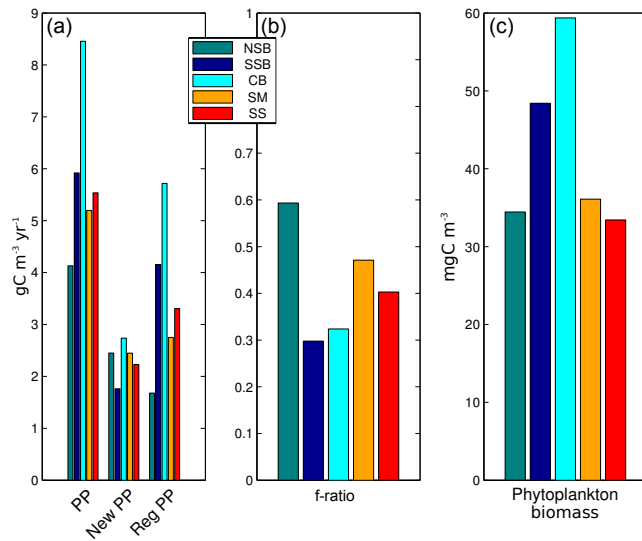 (a)
(b)
(c)
NSB
SSB
CB
SM
SS
9
8
7
6
5
4
3
2
1
0
gC m⁻³ yr⁻¹
PP
New PP
Reg PP
1
0.7
0.6
0.5
0.4
0.3
0.2
0.1
0
f-ratio
60
50
40
30
20
10
0
mgC m⁻³
Phytoplankton
biomass